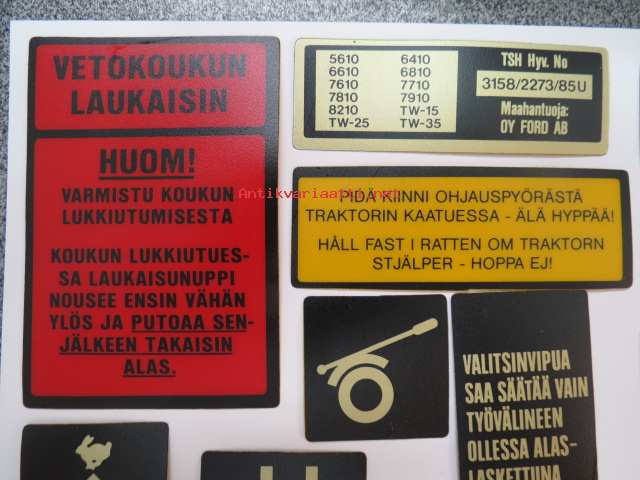 VETOKOUKUN
LAUKAISIN
HUOM!
VARMISTU KOUKUN
LUKKIUTUMISESTA
KOUKUN LUKKIUTUES-
SA LAUKAISUNUPPI
NOUSEE ENSIN VÄHÄN
YLÖS JA PUTOAA SEN-
JÄLKEEN TAKAISIN
ALAS.
5610 6410
6610 6810
7610 7710
7810 7910
8210 TW-15
TW-25 TW-35
TSH Hyv. No
3158/2273/85U
Maahantuoja:
OY FORD AB
Antikvariaatti.net
PIDÄ KIINNI OHJAUSPYÖRÄSTÄ
TRAKTORIN KAATUESSA - ÄLÄ HYPPÄÄ!
HÅLL FAST I RATTEN OM TRAKTORN
STJÄLPER - HOPPA EJ!
VALITSINVIPUA
SAA SÄÄTÄÄ VAIN
TYÖVÄLINEEN
OLLESSA ALAS-
LASKETTUNA